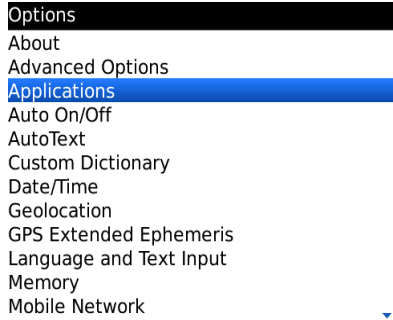 Options
About
Advanced Options
Applications
Auto On/Off
AutoText
Custom Dictionary
Date/Time
Geolocation
GPS Extended Ephemeris
Language and Text Input
Memory
Mobile Network